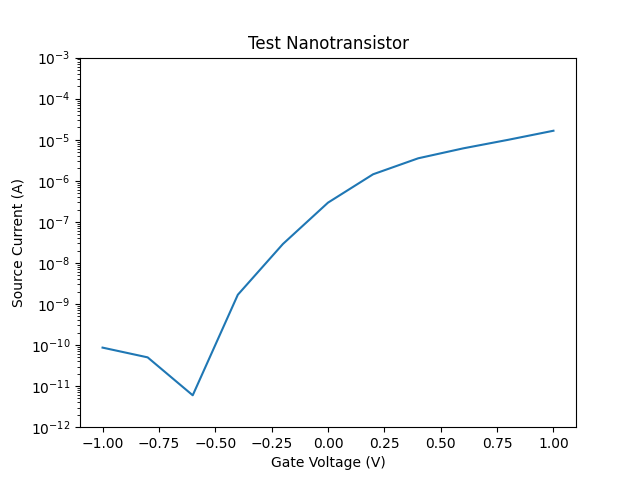 Test Nanotransistor
10⁻³
10⁻⁴
10⁻⁵
10⁻⁶
10⁻⁷
10⁻⁸
10⁻⁹
10⁻¹⁰
10⁻¹¹
10⁻¹²
Source Current (A)
−1.00 −0.75 −0.50 −0.25 0.00 0.25 0.50 0.75 1.00
Gate Voltage (V)